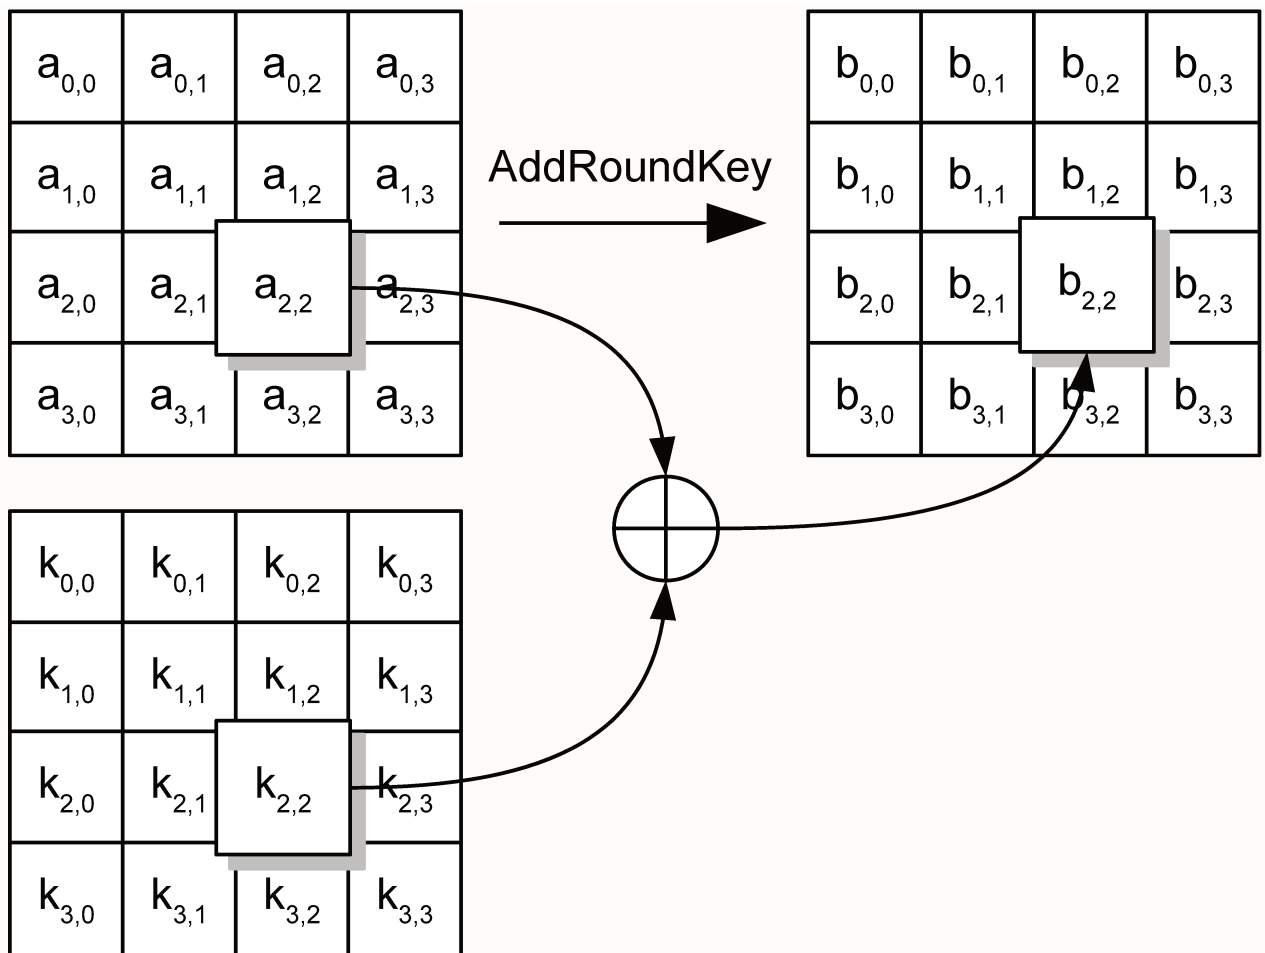 a0,0 a0,1 a0,2 a0,3
a1,0 a1,1 a1,2 a1,3
a2,0 a2,1 a2,2 a2,3
a3,0 a3,1 a3,2 a3,3
AddRoundKey
b0,0 b0,1 b0,2 b0,3
b1,0 b1,1 b1,2 b1,3
b2,0 b2,1 b2,2 b2,3
b3,0 b3,1 b3,2 b3,3
k0,0 k0,1 k0,2 k0,3
k1,0 k1,1 k1,2 k1,3
k2,0 k2,1 k2,2 k2,3
k3,0 k3,1 k3,2 k3,3